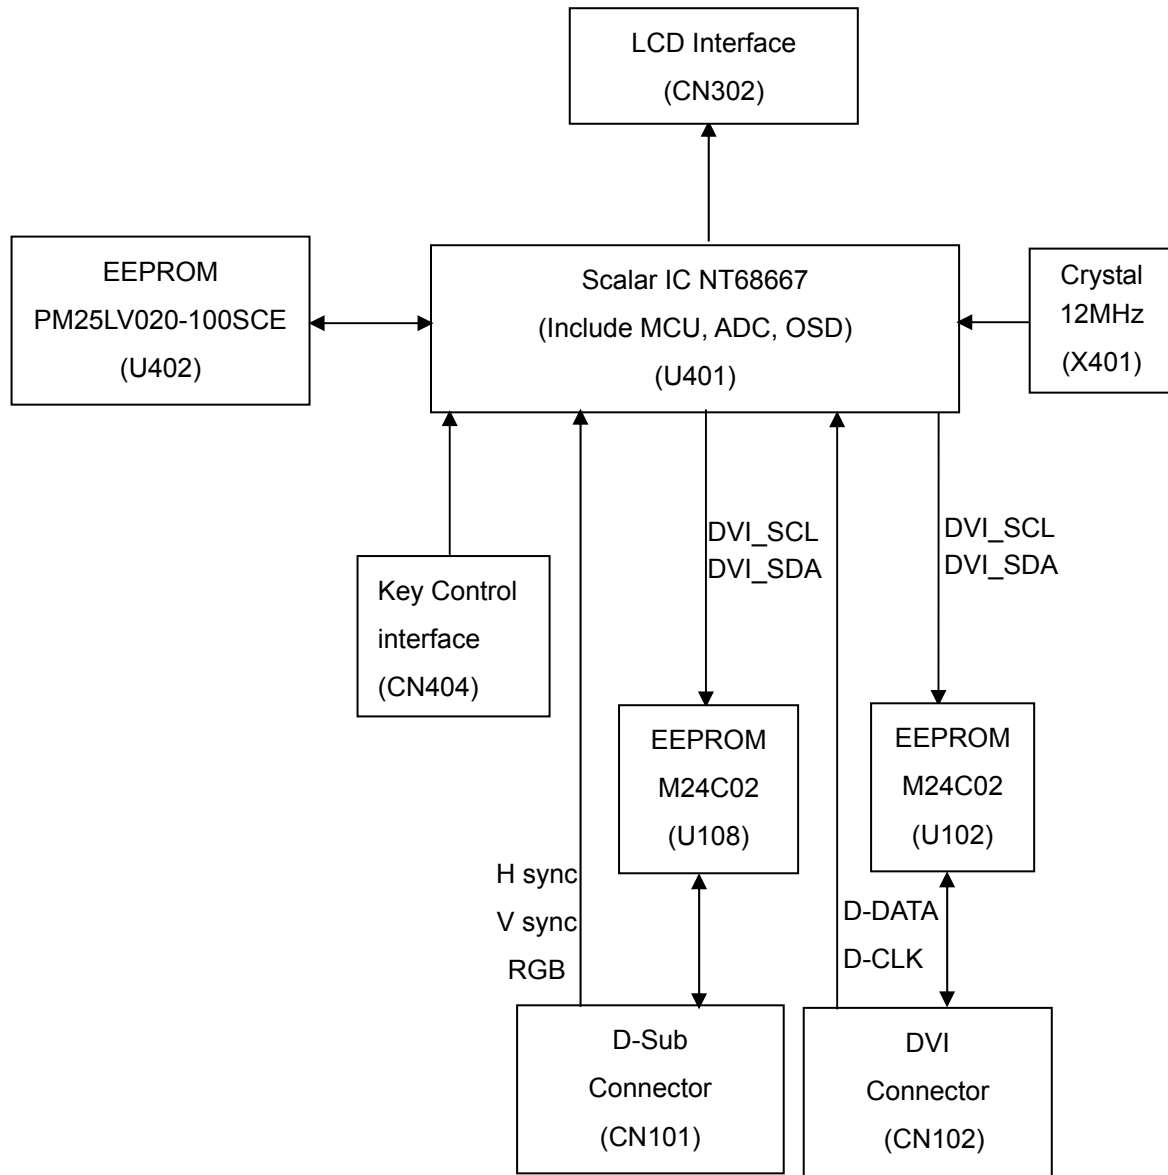 LCD Interface
(CN302)
EEPROM
PM25LV020-100SCE
(U402)
Scalar IC NT68667
(Include MCU, ADC, OSD)
(U401)
Crystal
12MHz
(X401)
Key Control
interface
(CN404)
DVI_SCL
DVI_SDA
DVI_SCL
DVI_SDA
EEPROM
M24C02
(U108)
EEPROM
M24C02
(U102)
H sync
V sync
RGB
D-DATA
D-CLK
D-Sub
Connector
(CN101)
DVI
Connector
(CN102)